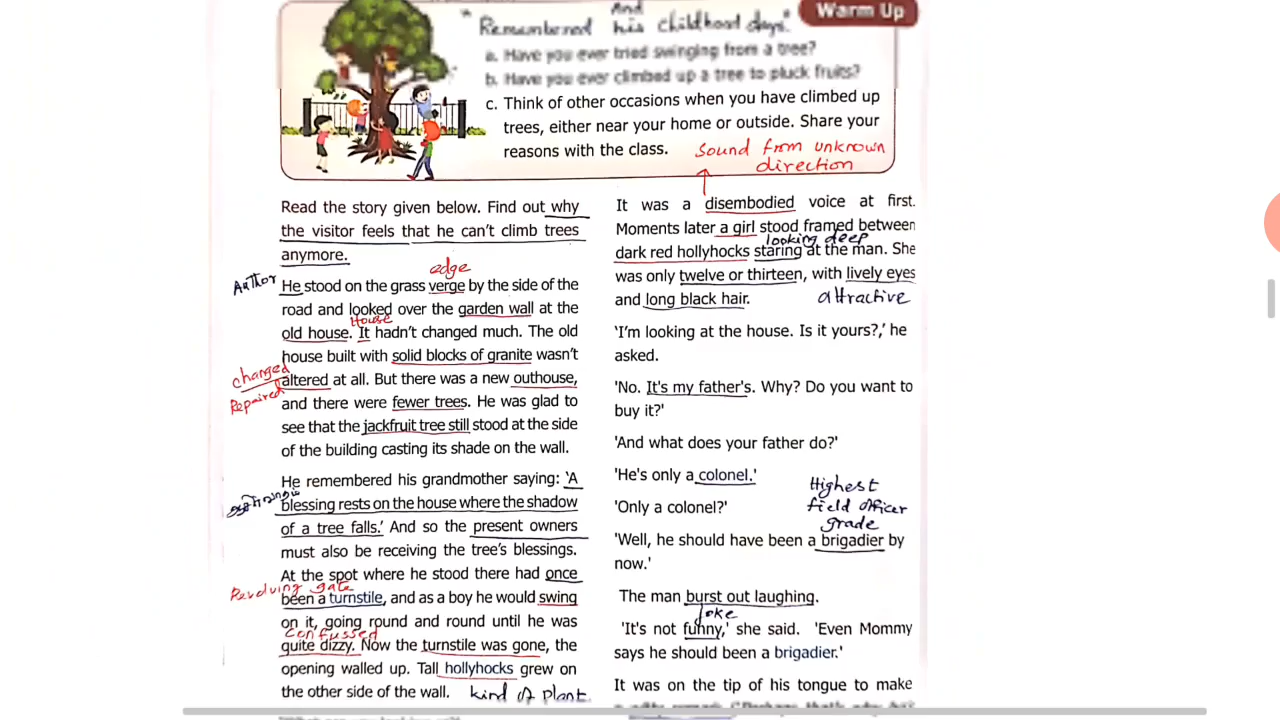 And
"Remembered his childhood days."
Warm Up
a. Have you ever tried swinging from a tree?
b. Have you ever climbed up a tree to pluck fruits?
c. Think of other occasions when you have climbed up
trees, either near your home or outside. Share your
reasons with the class.
Read the story given below. Find out why
the visitor feels that he can't climb trees
anymore.
edge
Author
He stood on the grass verge by the side of the
road and looked over the garden wall at the
House
old house. It hadn't changed much. The old
house built with solid blocks of granite wasn't
changed
altered at all. But there was a new outhouse,
Repaired
and there were fewer trees. He was glad to
see that the jackfruit tree still stood at the side
of the building casting its shade on the wall.
He remembered his grandmother saying: 'A
blessing rests on the house where the shadow
of a tree falls.' And so the present owners
must also be receiving the tree's blessings.
At the spot where he stood there had once
Revolving gate
been a turnstile, and as a boy he would swing
on it, going round and round until he was
confussed
quite dizzy. Now the turnstile was gone, the
opening walled up. Tall hollyhocks grew on
the other side of the wall. kind of plant
sound from unknown
direction
It was a disembodied voice at first.
Moments later a girl stood framed between
looking deep
dark red hollyhocks staring at the man. She
was only twelve or thirteen, with lively eyes
and long black hair.
attractive
'I'm looking at the house. Is it yours?,' he
asked.
'No. It's my father's. Why? Do you want to
buy it?'
'And what does your father do?'
'He's only a colonel.'
'Only a colonel?'
Highest
field officer
grade
'Well, he should have been a brigadier by
now.'
The man burst out laughing.
joke
'It's not funny,' she said. 'Even Mommy
says he should been a brigadier.'
It was on the tip of his tongue to make